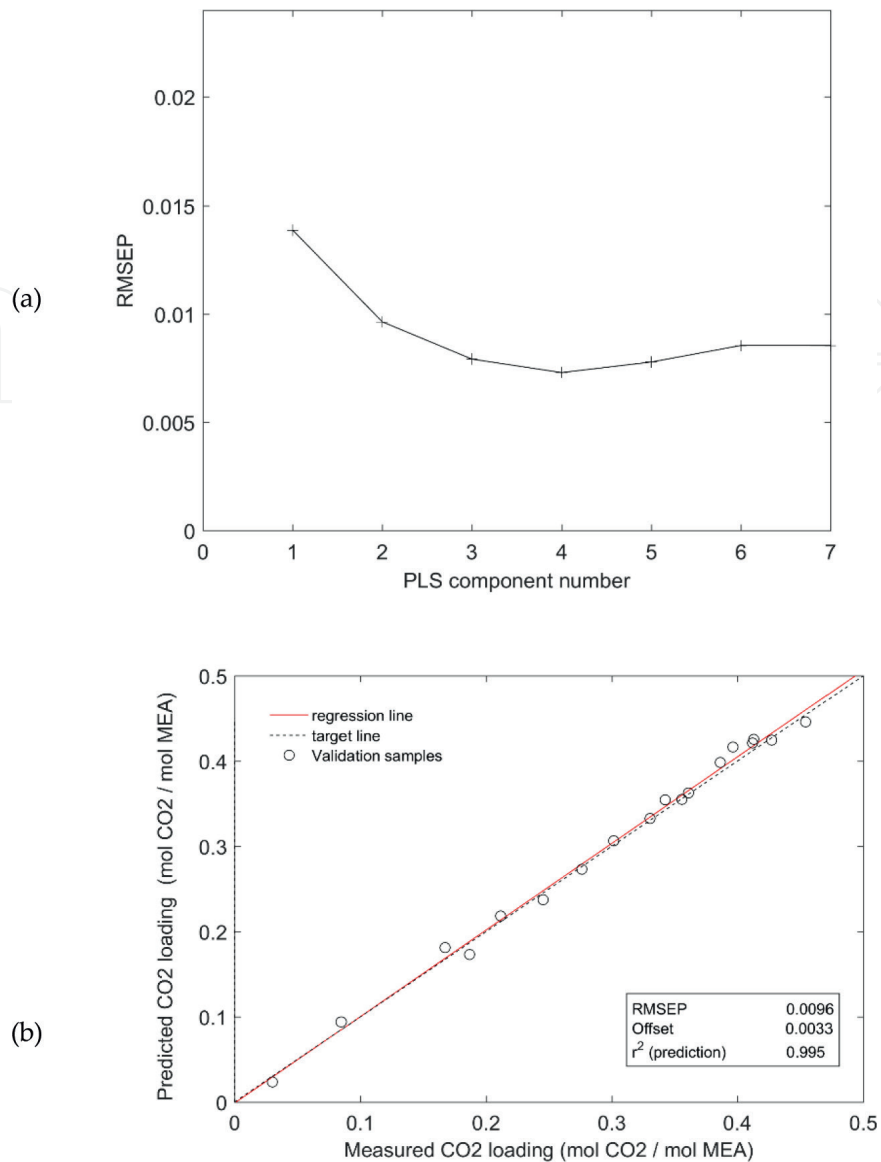 (a)
RMSEP
0.02
0.015
0.01
0.005
0
0 1 2 3 4 5 6 7
PLS component number
(b)
Predicted CO2 loading (mol CO2 / mol MEA)
0.5
0.4
0.3
0.2
0.1
0
regression line
target line
Validation samples
RMSEP 0.0096
Offset 0.0033
r² (prediction) 0.995
0 0.1 0.2 0.3 0.4 0.5
Measured CO2 loading (mol CO2 / mol MEA)